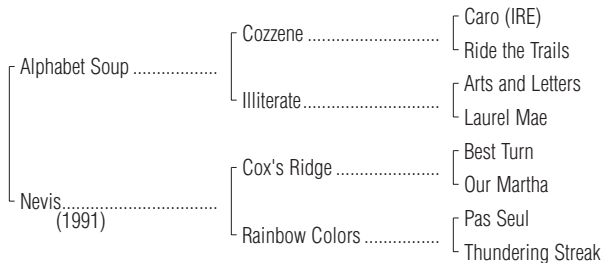 Caro (IRE)
Cozzene ....................
Ride the Trails
Alphabet Soup ................
Arts and Letters
Illiterate..........................
Laurel Mae
Best Turn
Cox's Ridge ...............
Our Martha
Nevis.............................
(1991)
Pas Seul
Rainbow Colors ..............
Thundering Streak